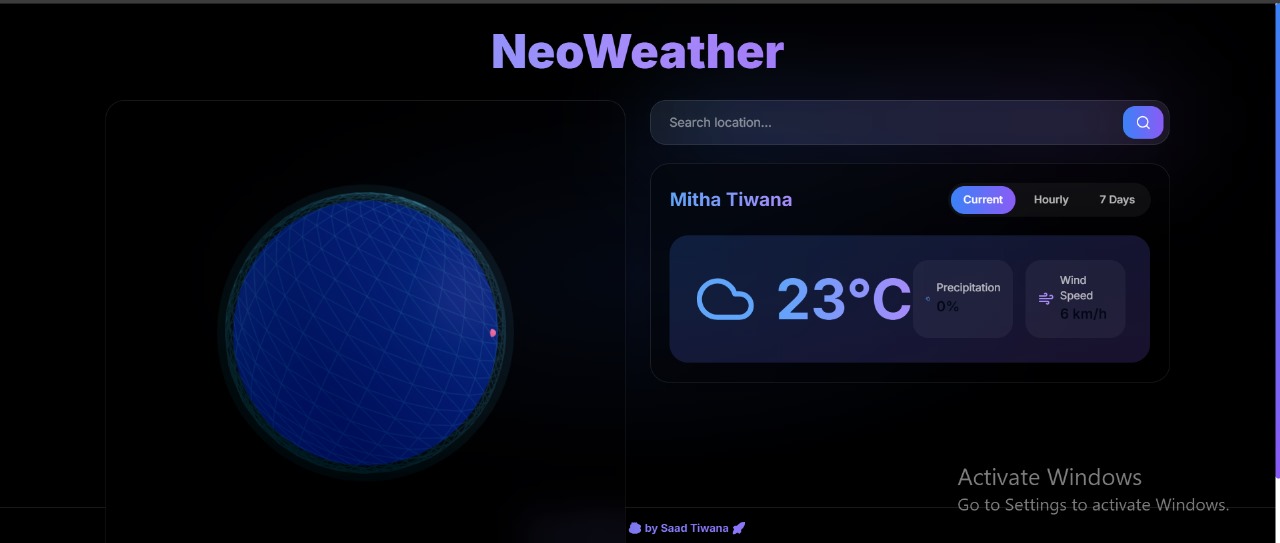 NeoWeather
Search location...
Mitha Tiwana
Current
Hourly
7 Days
23°C
Precipitation
0%
Wind
Speed
6 km/h
Activate Windows
Go to Settings to activate Windows.
by Saad Tiwana